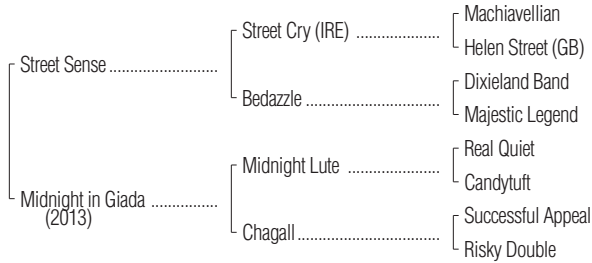 Machiavellian
Street Cry (IRE) ..................
Helen Street (GB)
Street Sense ........................
Dixieland Band
Bedazzle .............................
Majestic Legend
Real Quiet
Midnight Lute ....................
Candytuft
Midnight in Giada ...............
(2013)
Successful Appeal
Chagall ...............................
Risky Double